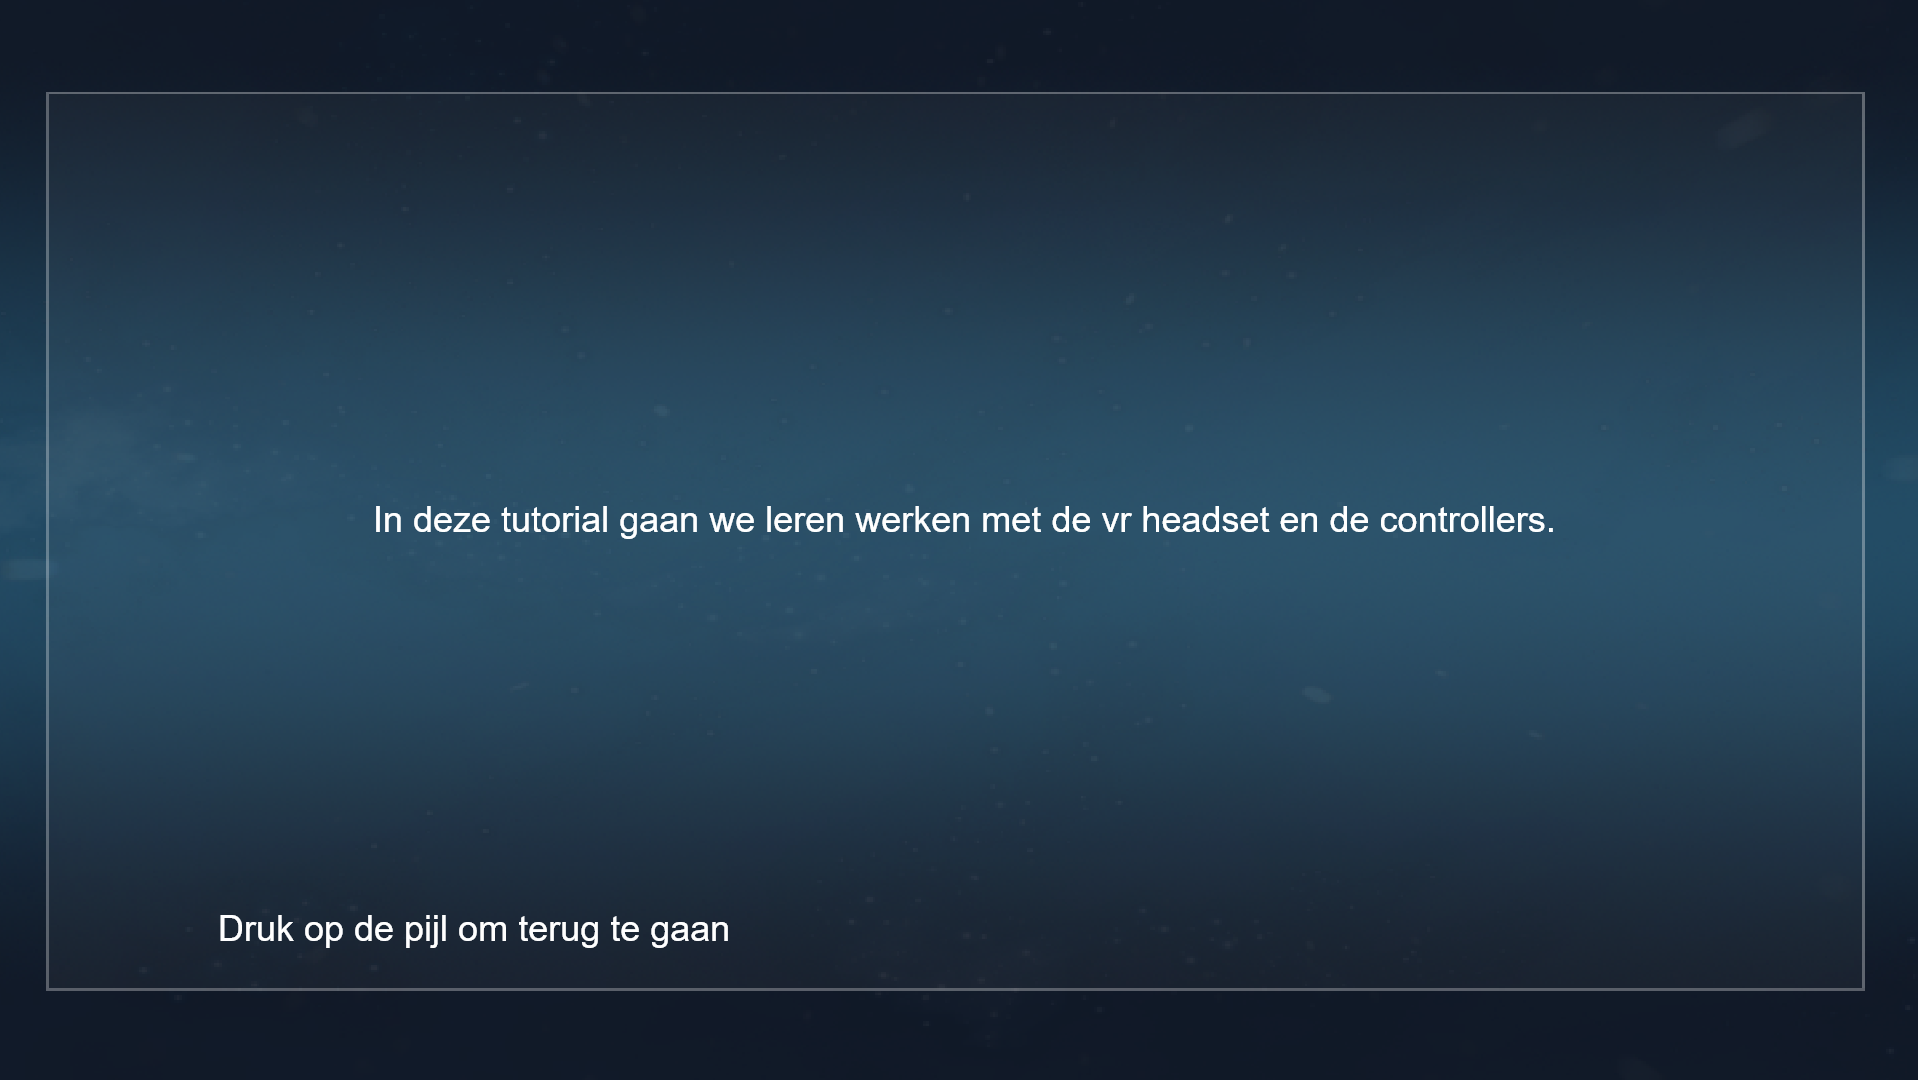 In deze tutorial gaan we leren werken met de vr headset en de controllers.
Druk op de pijl om terug te gaan